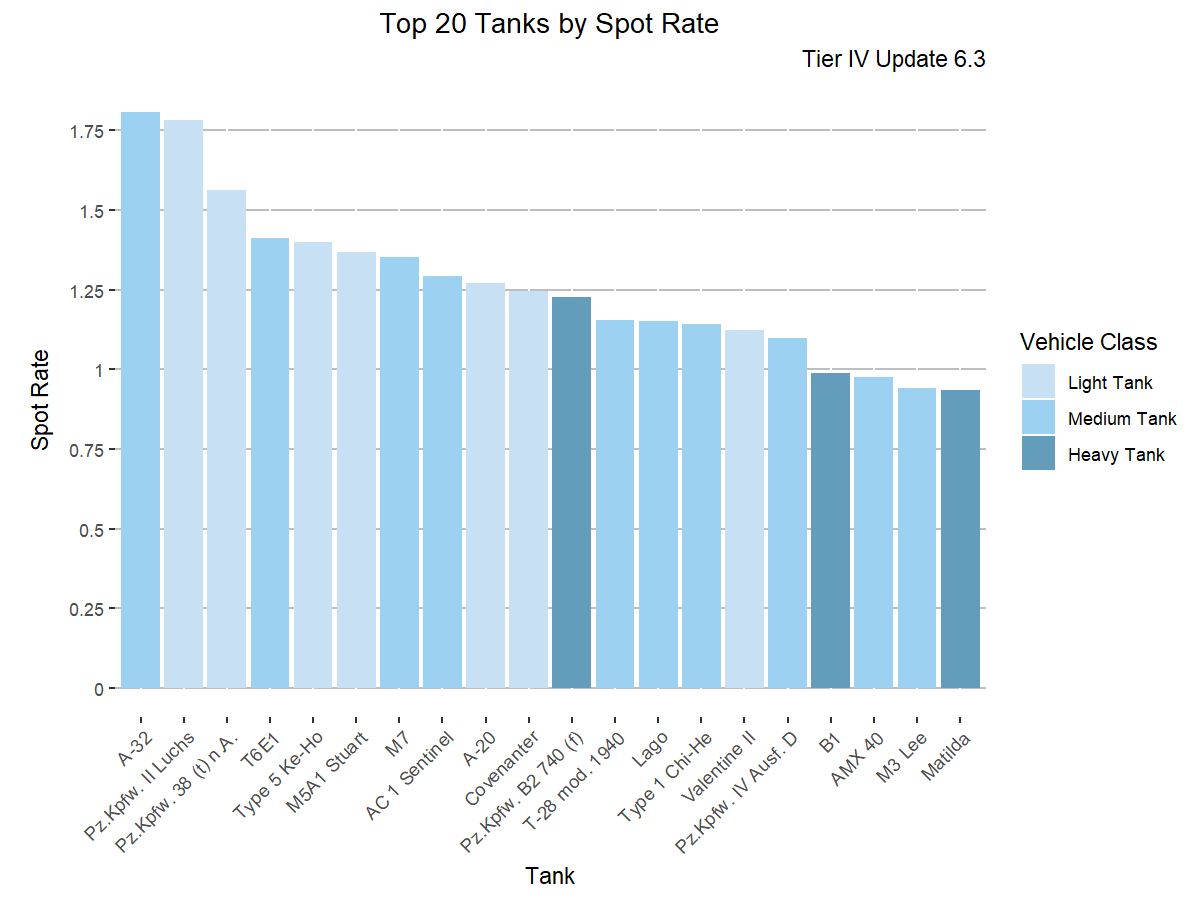 Top 20 Tanks by Spot Rate
Tier IV Update 6.3
Spot Rate
1.75
1.5
1.25
1
0.75
0.5
0.25
0
A-32
Pz.Kpfw. II Luchs
Pz.Kpfw. 38 (t) n.A.
T6E1
Type 5 Ke-Ho
M5A1 Stuart
M7
AC 1 Sentinel
A-20
Covenanter
Pz.Kpfw. B2 740 (f)
T-28 mod. 1940
Lago
Type 1 Chi-He
Valentine II
Pz.Kpfw. IV Ausf. D
B1
AMX 40
M3 Lee
Matilda
Tank
Vehicle Class
Light Tank
Medium Tank
Heavy Tank